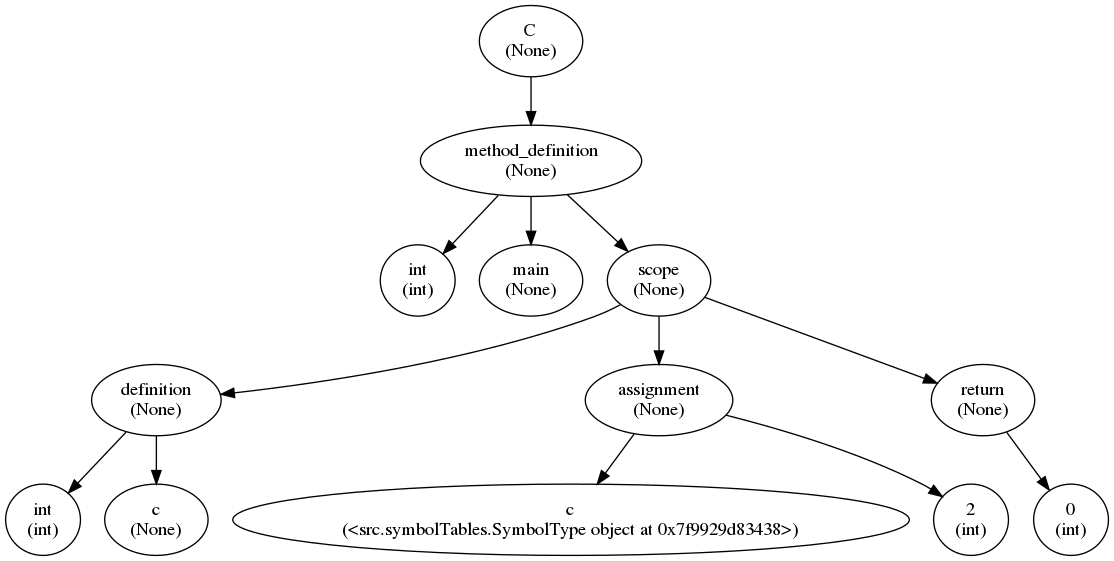 C
(None)
method_definition
(None)
int
(int)
main
(None)
scope
(None)
definition
(None)
assignment
(None)
return
(None)
int
(int)
c
(None)
c
(<src.symbolTables.SymbolType object at 0x7f9929d83438>)
2
(int)
0
(int)